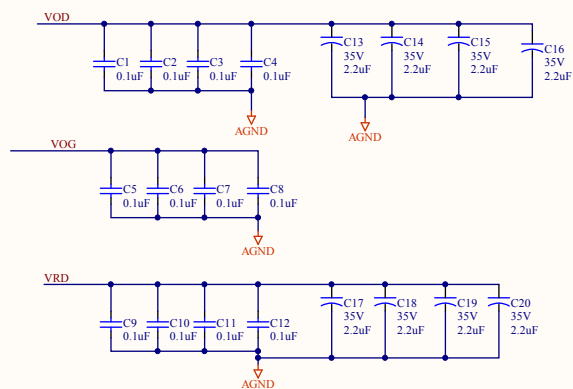 VOD
C1
0.1uF
C2
0.1uF
C3
0.1uF
C4
0.1uF
C13
35V
2.2uF
C14
35V
2.2uF
C15
35V
2.2uF
C16
35V
2.2uF
AGND
AGND
VOG
C5
0.1uF
C6
0.1uF
C7
0.1uF
C8
0.1uF
AGND
VRD
C9
0.1uF
C10
0.1uF
C11
0.1uF
C12
0.1uF
C17
35V
2.2uF
C18
35V
2.2uF
C19
35V
2.2uF
C20
35V
2.2uF
AGND